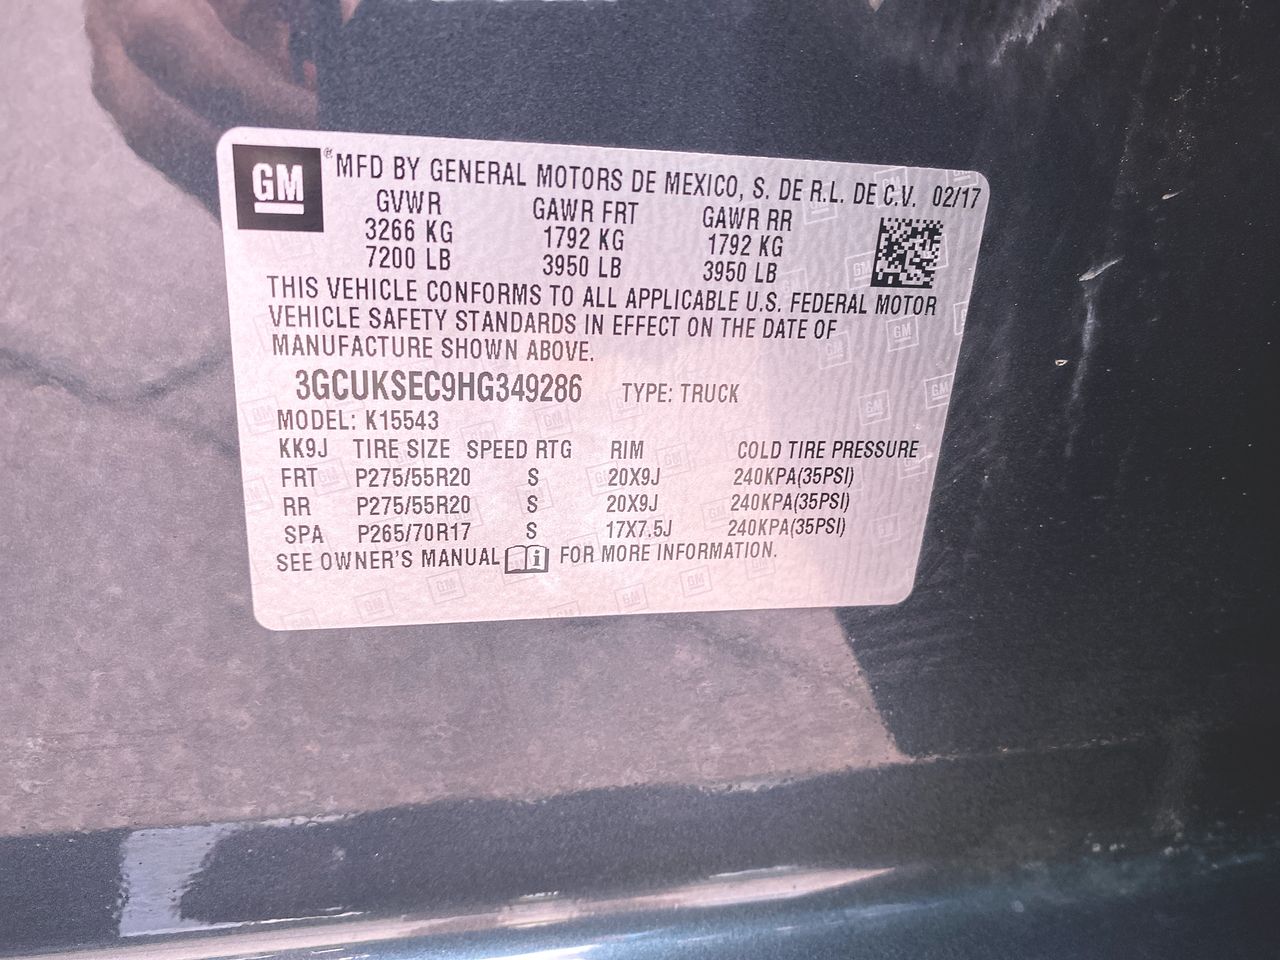 GM ® MFD BY GENERAL MOTORS DE MEXICO, S. DE R.L. DE C.V. 02/17
GVWR GAWR FRT GAWR RR
3266 KG 1792 KG 1792 KG
7200 LB 3950 LB 3950 LB
THIS VEHICLE CONFORMS TO ALL APPLICABLE U.S. FEDERAL MOTOR
VEHICLE SAFETY STANDARDS IN EFFECT ON THE DATE OF
MANUFACTURE SHOWN ABOVE.
3GCUKSEC9HG349286 TYPE: TRUCK
MODEL: K15543
KK9J TIRE SIZE SPEED RTG RIM COLD TIRE PRESSURE
FRT P275/55R20 S 20X9J 240KPA(35PSI)
RR P275/55R20 S 20X9J 240KPA(35PSI)
SPA P265/70R17 S 17X7.5J 240KPA(35PSI)
SEE OWNER'S MANUAL i FOR MORE INFORMATION.